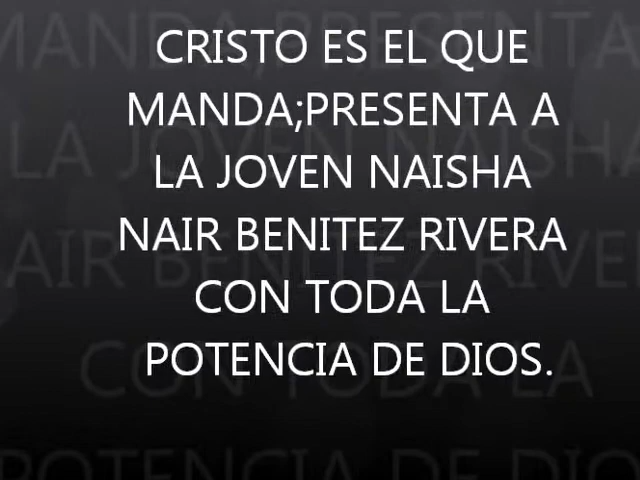 CRISTO ES EL QUE
MANDA;PRESENTA A
LA JOVEN NAISHA
NAIR BENITEZ RIVERA
CON TODA LA
POTENCIA DE DIOS.